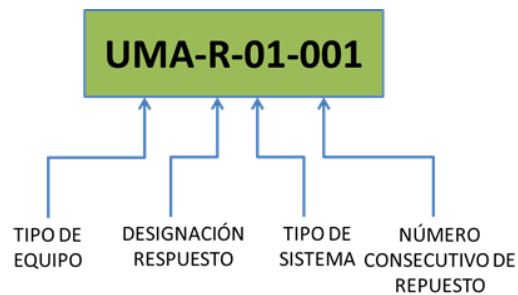 UMA-R-01-001
TIPO DE
EQUIPO
DESIGNACIÓN
RESPUESTO
TIPO DE
SISTEMA
NÚMERO
CONSECUTIVO DE
REPUESTO